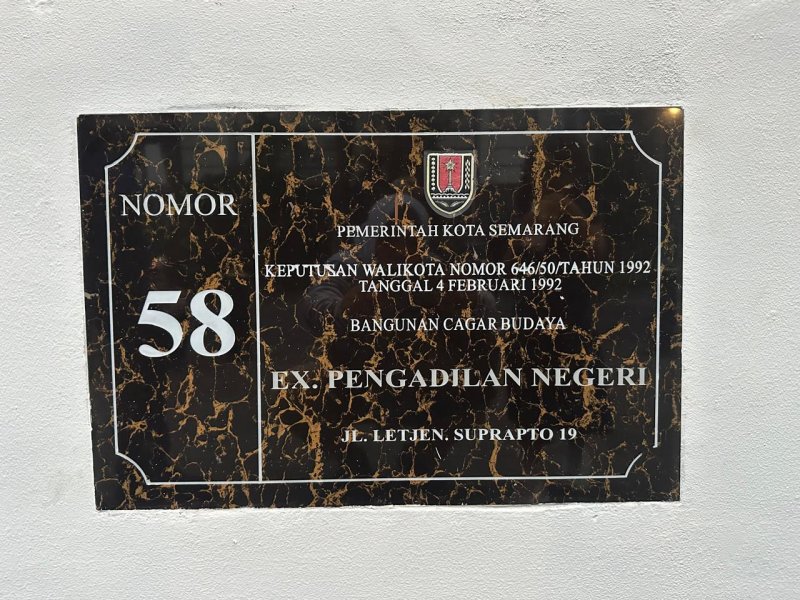 NOMOR
58
PEMERINTAH KOTA SEMARANG
KEPUTUSAN WALIKOTA NOMOR 646/50/TAHUN 1992
TANGGAL 4 FEBRUARI 1992
BANGUNAN CAGAR BUDAYA
EX. PENGADILAN NEGERI
JL. LETJEN. SUPRAPTO 19